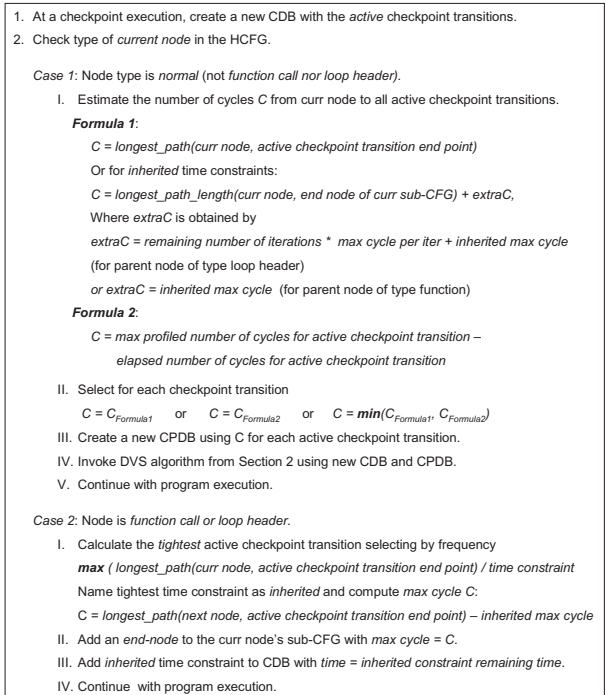 1. At a checkpoint execution, create a new CDB with the active checkpoint transitions.
2. Check type of current node in the HCFG.
Case 1: Node type is normal (not function call nor loop header).
I. Estimate the number of cycles C from curr node to all active checkpoint transitions.
Formula 1:
C = longest_path(curr node, active checkpoint transition end point)
Or for inherited time constraints:
C = longest_path_length(curr node, end node of curr sub-CFG) + extraC,
Where extraC is obtained by
extraC = remaining number of iterations * max cycle per iter + inherited max cycle
(for parent node of type loop header)
or extraC = inherited max cycle (for parent node of type function)
Formula 2:
C = max profiled number of cycles for active checkpoint transition –
elapsed number of cycles for active checkpoint transition
II. Select for each checkpoint transition
C = C_Formula1 or C = C_Formula2 or C = min(C_Formula1, C_Formula2)
III. Create a new CPDB using C for each active checkpoint transition.
IV. Invoke DVS algorithm from Section 2 using new CDB and CPDB.
V. Continue with program execution.
Case 2: Node is function call or loop header.
I. Calculate the tightest active checkpoint transition selecting by frequency
max ( longest_path(curr node, active checkpoint transition end point) / time constraint
Name tightest time constraint as inherited and compute max cycle C:
C = longest_path(next node, active checkpoint transition end point) – inherited max cycle
II. Add an end-node to the curr node's sub-CFG with max cycle = C.
III. Add inherited time constraint to CDB with time = inherited constraint remaining time.
IV. Continue with program execution.